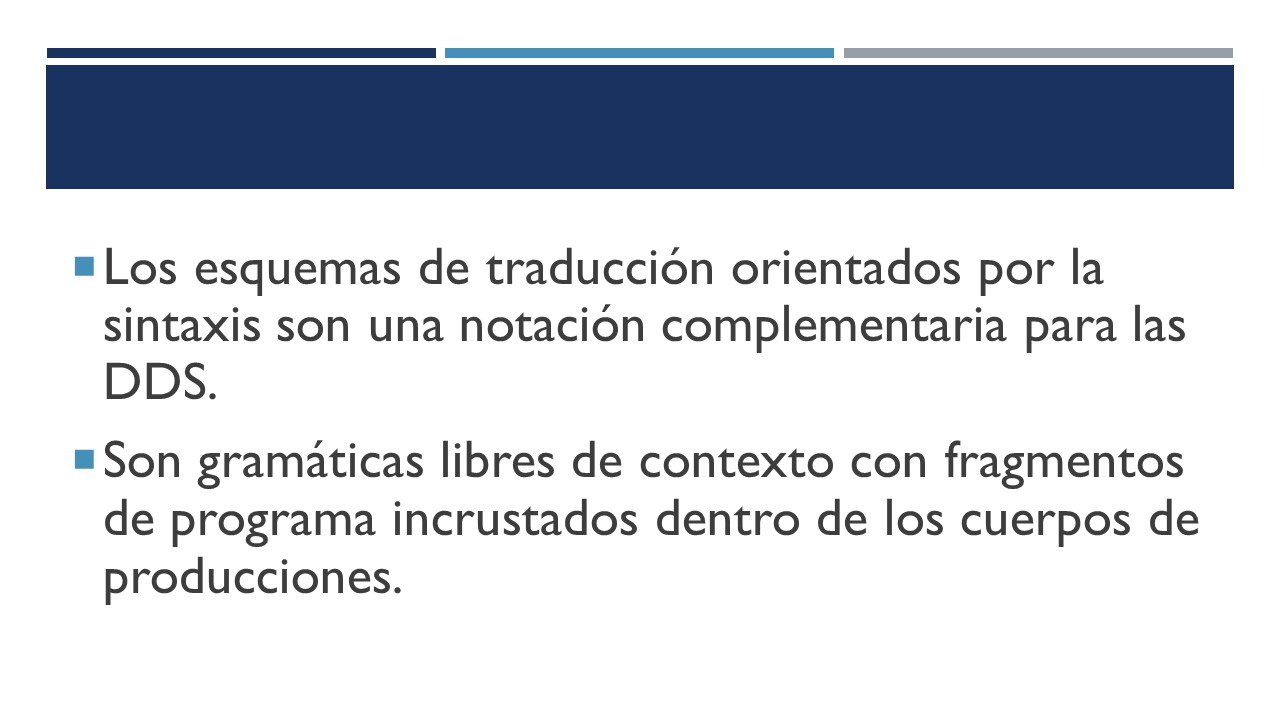 Los esquemas de traducción orientados por la
sintaxis son una notación complementaria para las
DDS.
Son gramáticas libres de contexto con fragmentos
de programa incrustados dentro de los cuerpos de
producciones.